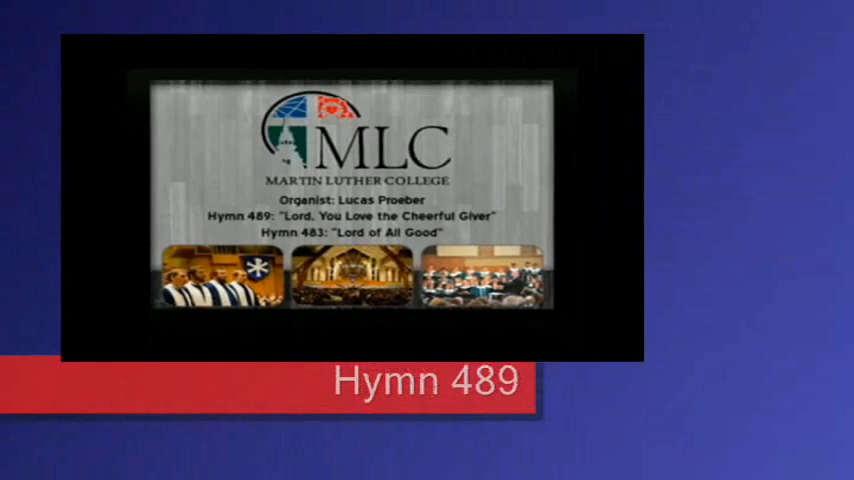 MLC
MARTIN LUTHER COLLEGE
Organist: Lucas Proeber
Hymn 489: "Lord, You Love the Cheerful Giver"
Hymn 483: "Lord of All Good"
Hymn 489